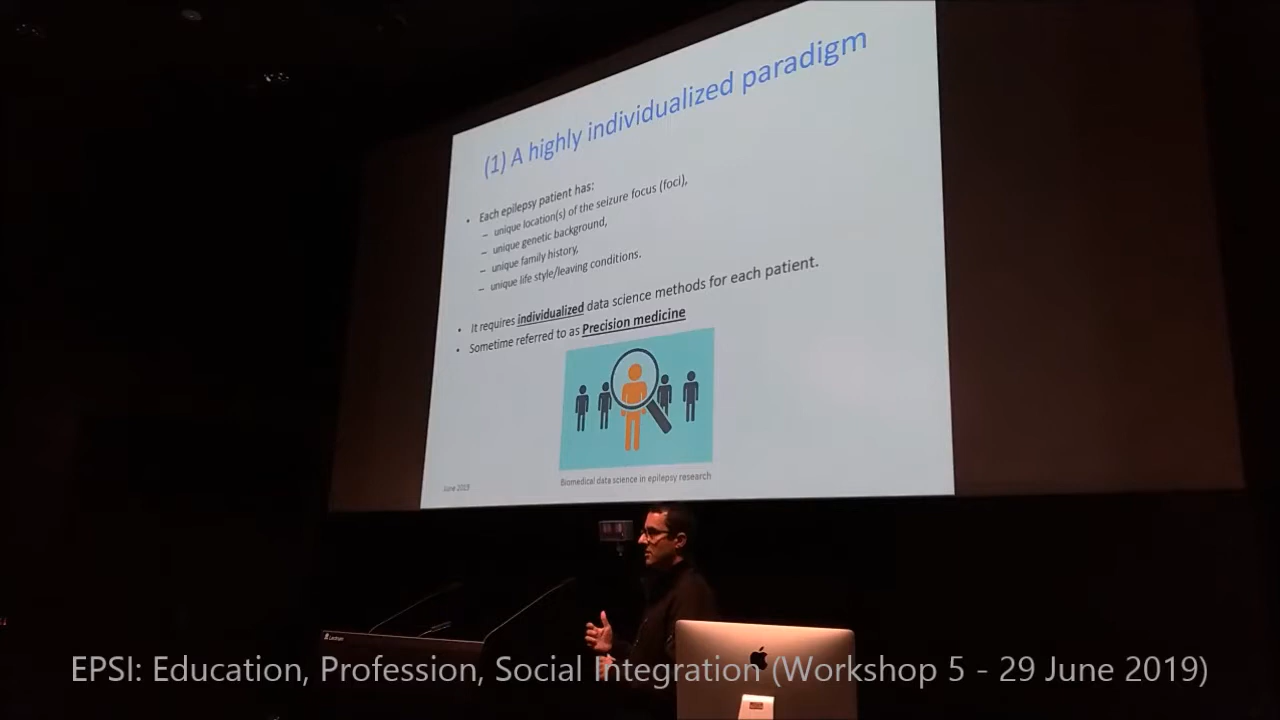 (1) A highly individualized paradigm
• Each epilepsy patient has:
– unique location(s) of the seizure focus (foci),
– unique genetic background,
– unique family history,
– unique life style/leaving conditions.
• It requires individualized data science methods for each patient.
• Sometime referred to as Precision medicine
June 2019
Biomedical data science in epilepsy research
EPSI: Education, Profession, Social Integration (Workshop 5 - 29 June 2019)